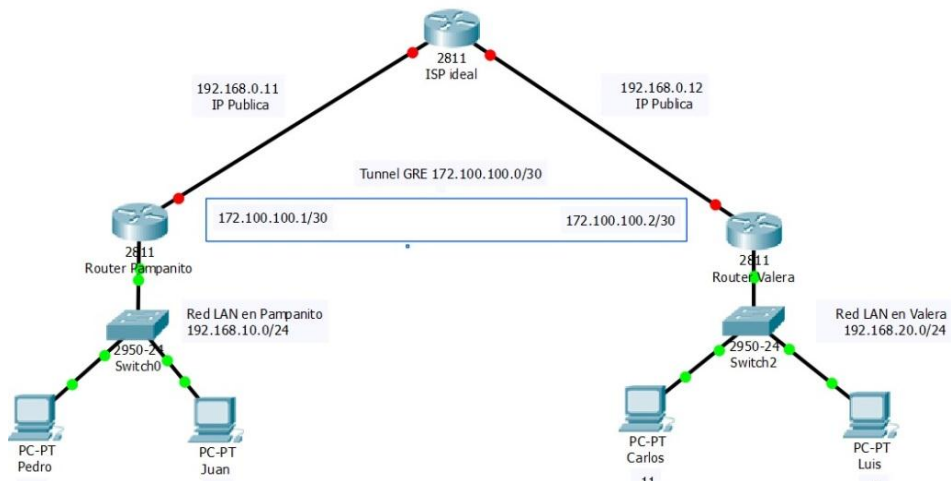 2811
ISP ideal
192.168.0.11
IP Publica
192.168.0.12
IP Publica
Tunnel GRE 172.100.100.0/30
172.100.100.1/30
172.100.100.2/30
2811
Router Pampanito
2811
Router Valera
Red LAN en Pampanito
192.168.10.0/24
Red LAN en Valera
192.168.20.0/24
2950-24
Switch0
2950-24
Switch2
PC-PT
Pedro
PC-PT
Juan
PC-PT
Carlos
11
PC-PT
Luis